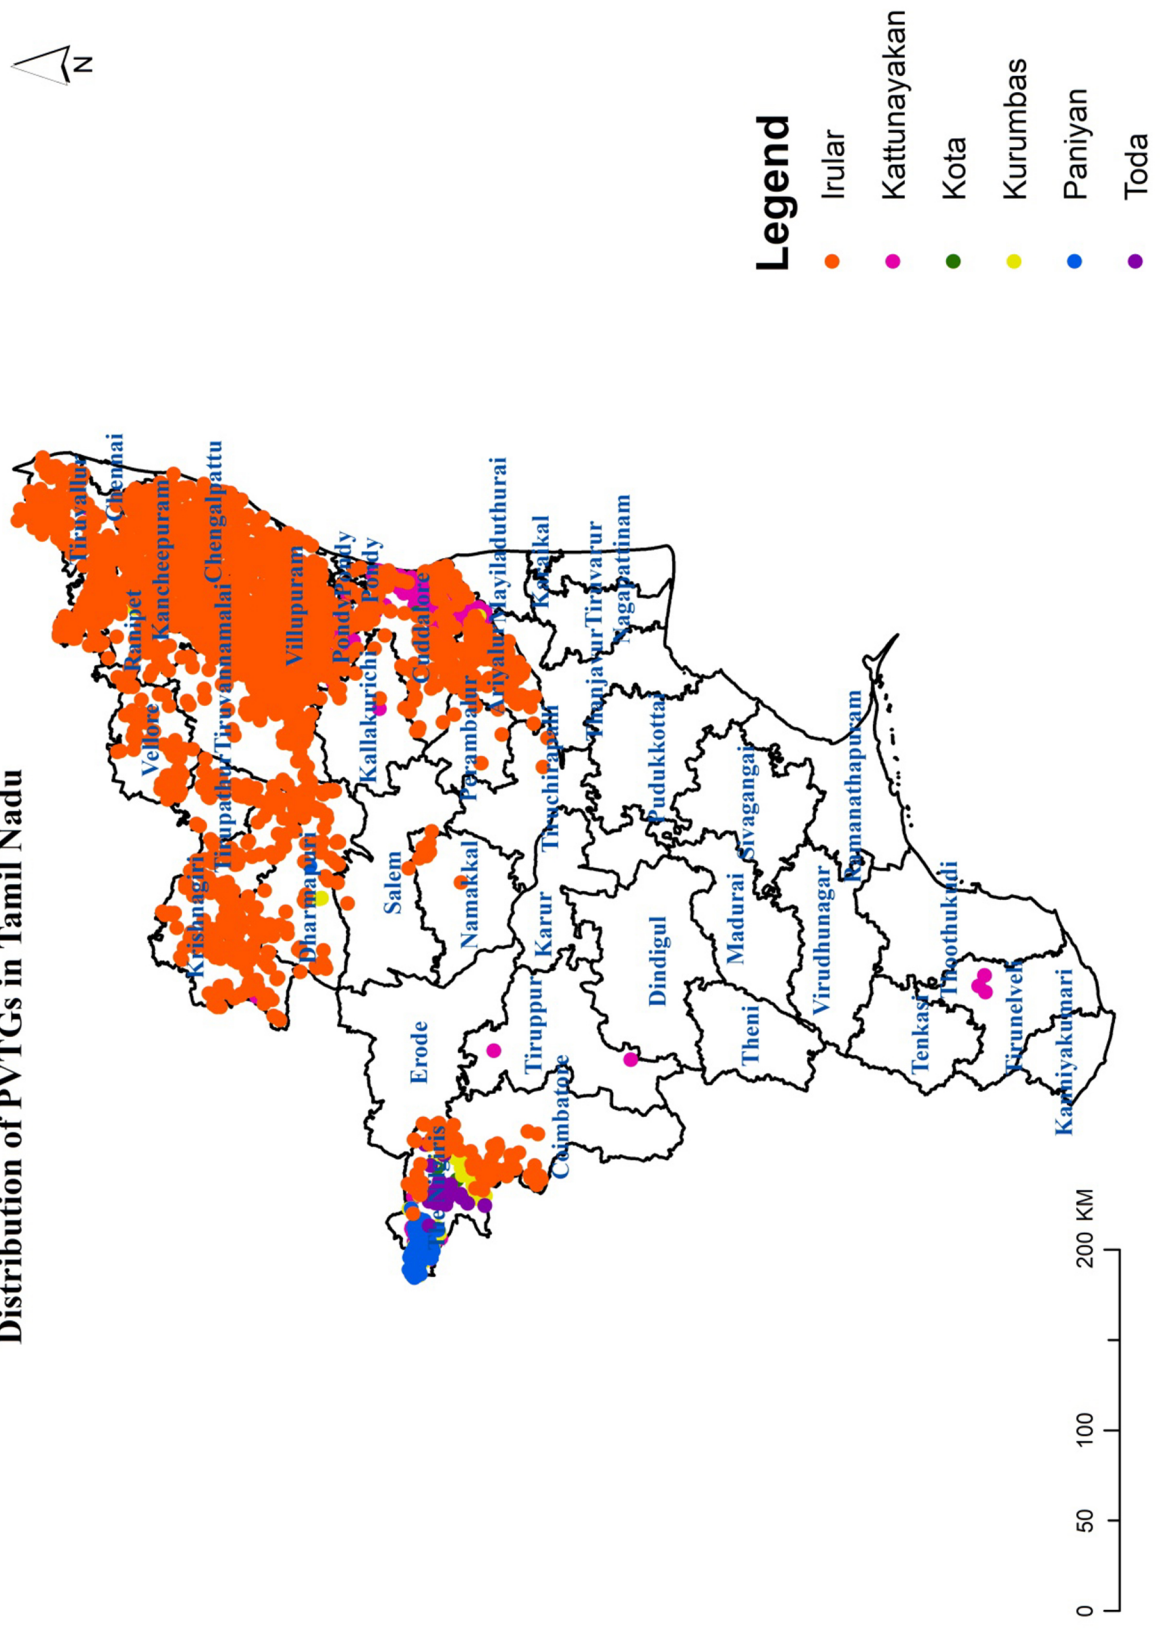 Distribution of PVTGs in Tamil Nadu
N
Tiruvallur
Chennai
Ranipet
Kancheepuram
Vellore
Chengalpattu
Krishnagiri
Tirupathur
Tiruvannamalai
Dharmapuri
Villupuram
Pondy
Pondy
Pondy
Salem
Kallakurichi
Cuddalore
Erode
The Nilgiris
Namakkal
Perambalur
Ariyalur
Mayiladuthurai
Tiruppur
Karur
Tiruchirapalli
Karaikal
Coimbatore
Thanjavur
Tiruvarur
Nagapattinam
Dindigul
Pudukkottai
Theni
Madurai
Sivagangai
Virudhunagar
Ramanathapuram
Tenkasi
Thoothukudi
Tirunelveli
Kanniyakumari
Legend
Irular
Kattunayakan
Kota
Kurumbas
Paniyan
Toda
0 50 100 200 KM